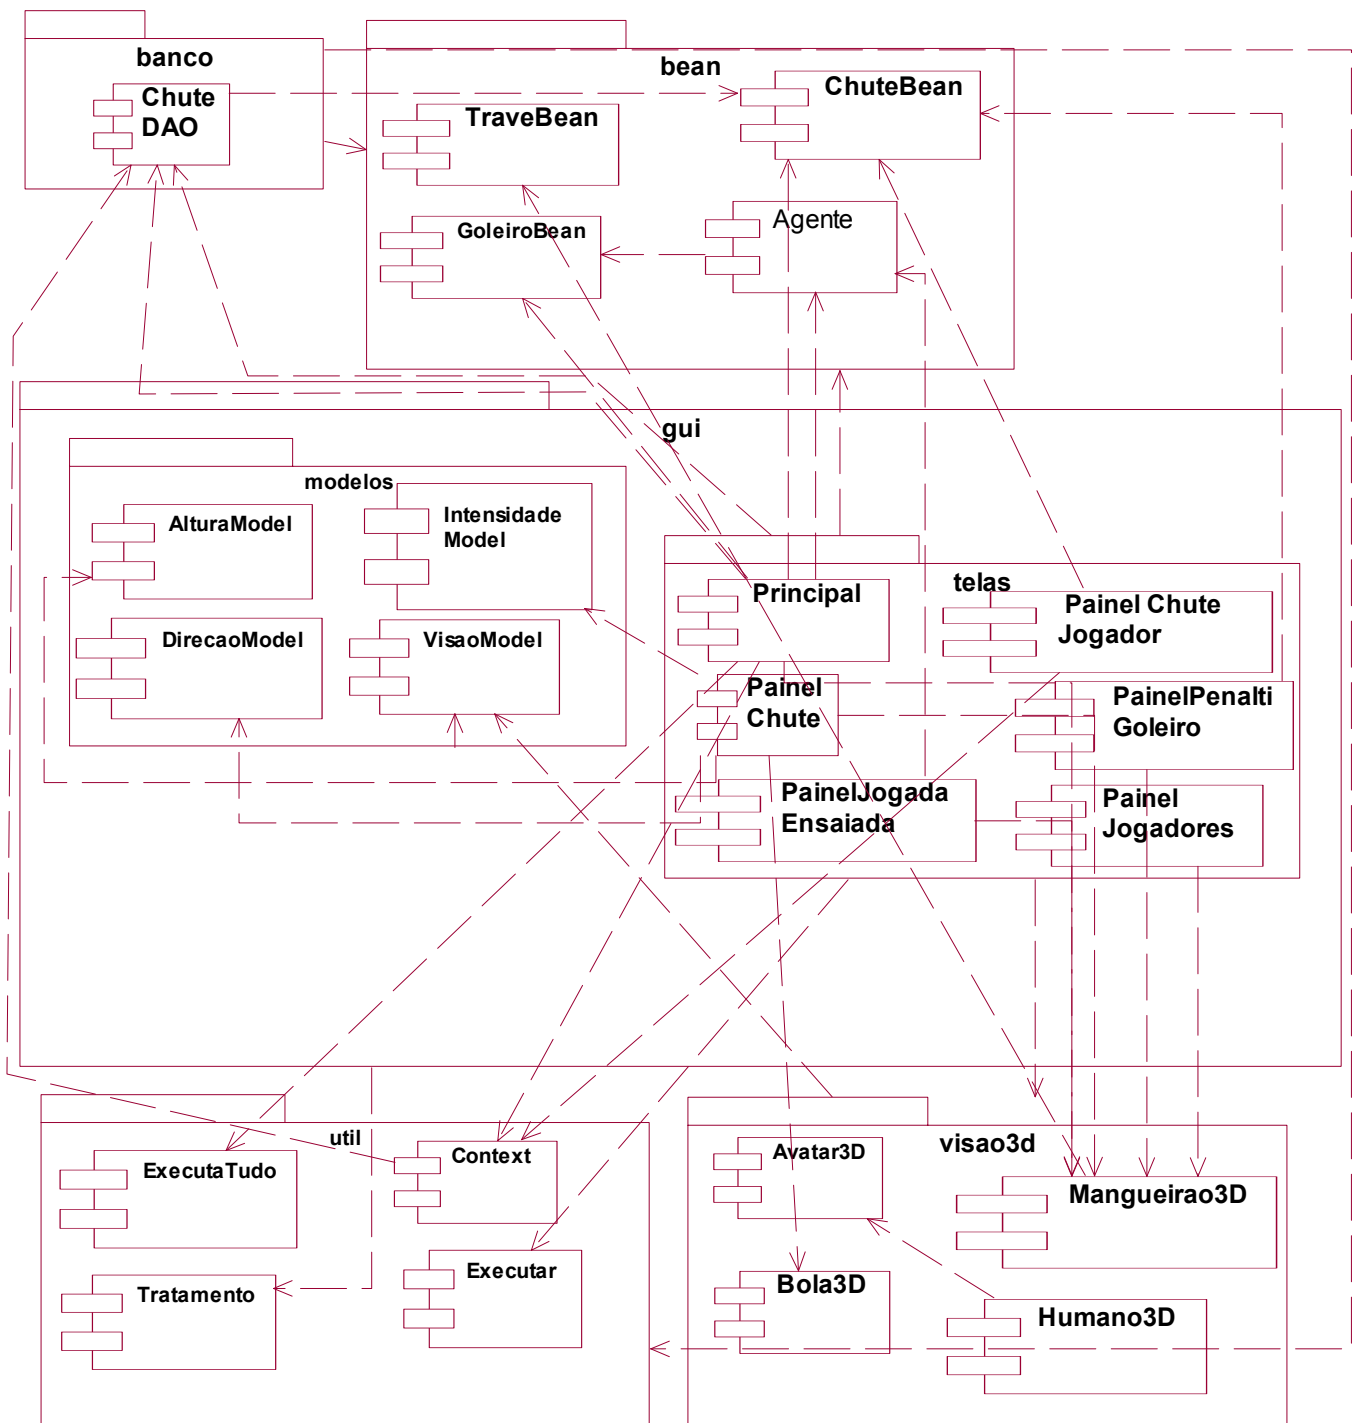 banco
Chute
DAO
bean
TraveBean
ChuteBean
GoleiroBean
Agente
gui
modelos
AlturaModel
Intensidade
Model
DirecaoModel
VisaoModel
telas
Principal
Painel Chute
Jogador
Painel
Chute
PainelPenalti
Goleiro
PainelJogada
Ensaiada
Painel
Jogadores
util
ExecutaTudo
Context
Tratamento
Executar
visao3d
Avatar3D
Mangueirao3D
Bola3D
Humano3D